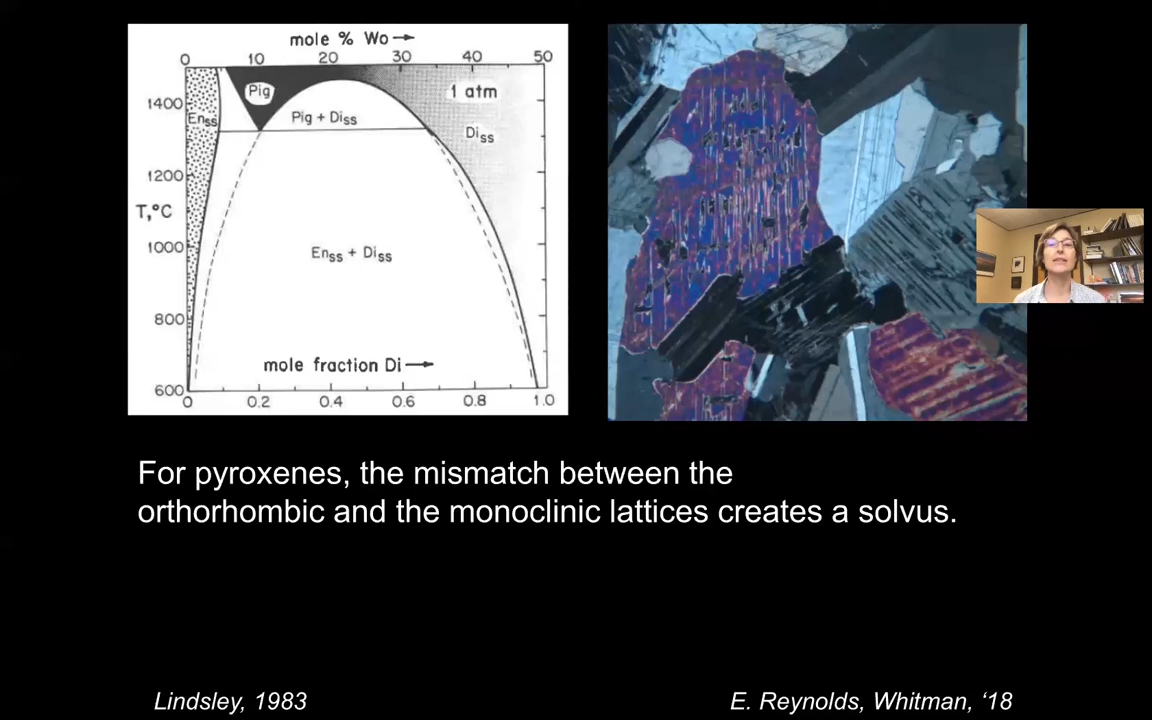 mole % Wo→
0 10 20 30 40 50
1400
1200
T,°C
1000
800
600
Enss
Pig
Pig + Diss
1 atm
Diss
Enss + Diss
mole fraction Di→
0 0.2 0.4 0.6 0.8 1.0
For pyroxenes, the mismatch between the
orthorhombic and the monoclinic lattices creates a solvus.
Lindsley, 1983
E. Reynolds, Whitman, ‘18